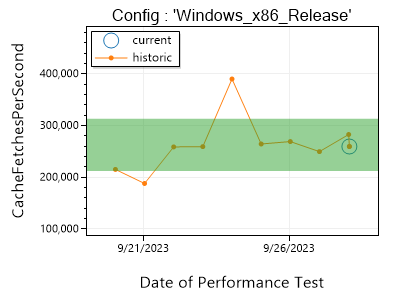 Config : 'Windows_x86_Release'
current
historic
CacheFetchesPerSecond
400,000
300,000
200,000
100,000
9/21/2023
9/26/2023
Date of Performance Test